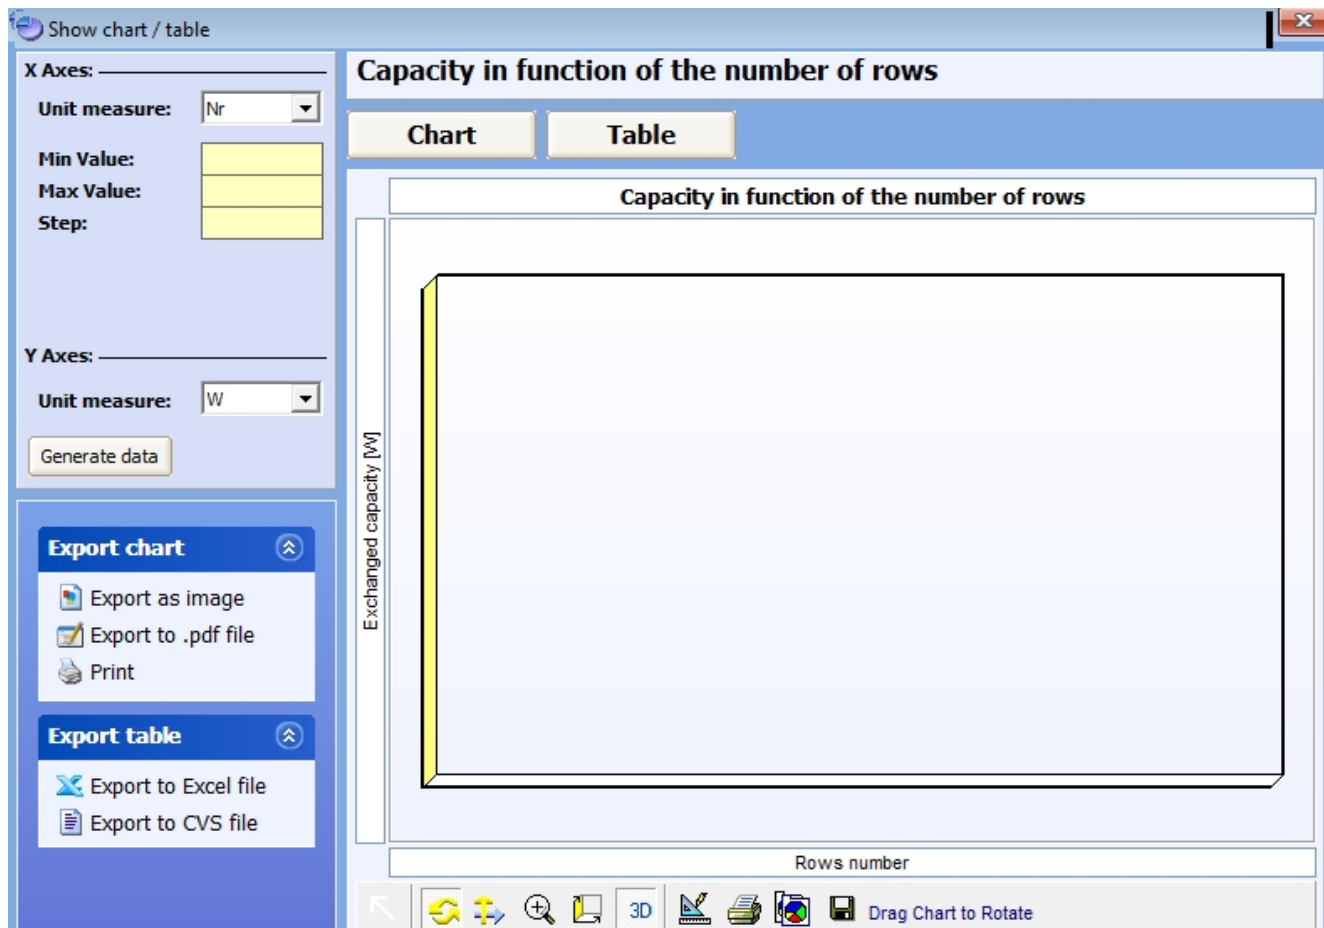 Show chart / table
X Axes:
Unit measure: Nr
Min Value:
Max Value:
Step:
Y Axes:
Unit measure: W
Generate data
Export chart
Export as image
Export to .pdf file
Print
Export table
Export to Excel file
Export to CVS file
Capacity in function of the number of rows
Chart Table
Capacity in function of the number of rows
Exchanged capacity [W]
Rows number
3D Drag Chart to Rotate